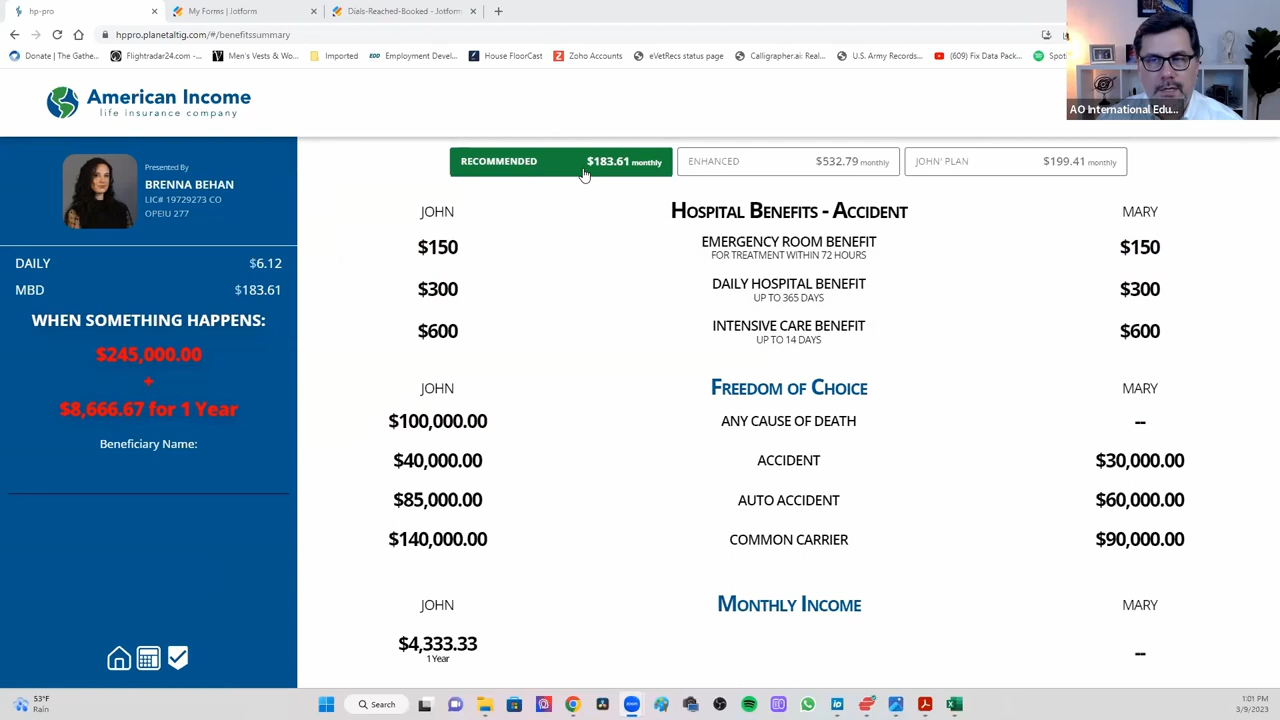 hp-pro
My Forms | Jotform
Dials-Reached-Booked - Jotform
hppro.planetaltig.com/#/benefitssummary
Donate | The Gathe...
Flightradar24.com -...
Men's Vests & Wo...
Imported
EDD
Employment Devel...
House FloorCast
Zoho Accounts
eVetRecs status page
Calligrapher.ai: Real...
U.S. Army Records...
(609) Fix Data Pack...
Spoti
AO International Edu...
American Income
life insurance company
Presented By
BRENNA BEHAN
LIC# 19729273 CO
OPEIU 277
DAILY $6.12
MBD $183.61
WHEN SOMETHING HAPPENS:
$245,000.00
+
$8,666.67 for 1 Year
Beneficiary Name:
RECOMMENDED $183.61 monthly
ENHANCED $532.79 monthly
JOHN' PLAN $199.41 monthly
JOHN HOSPITAL BENEFITS - ACCIDENT MARY
$150 EMERGENCY ROOM BENEFIT $150
FOR TREATMENT WITHIN 72 HOURS
$300 DAILY HOSPITAL BENEFIT $300
UP TO 365 DAYS
$600 INTENSIVE CARE BENEFIT $600
UP TO 14 DAYS
JOHN FREEDOM OF CHOICE MARY
$100,000.00 ANY CAUSE OF DEATH --
$40,000.00 ACCIDENT $30,000.00
$85,000.00 AUTO ACCIDENT $60,000.00
$140,000.00 COMMON CARRIER $90,000.00
JOHN MONTHLY INCOME MARY
$4,333.33 --
1 Year
53°F
Rain
Search
1:01 PM
3/9/2023